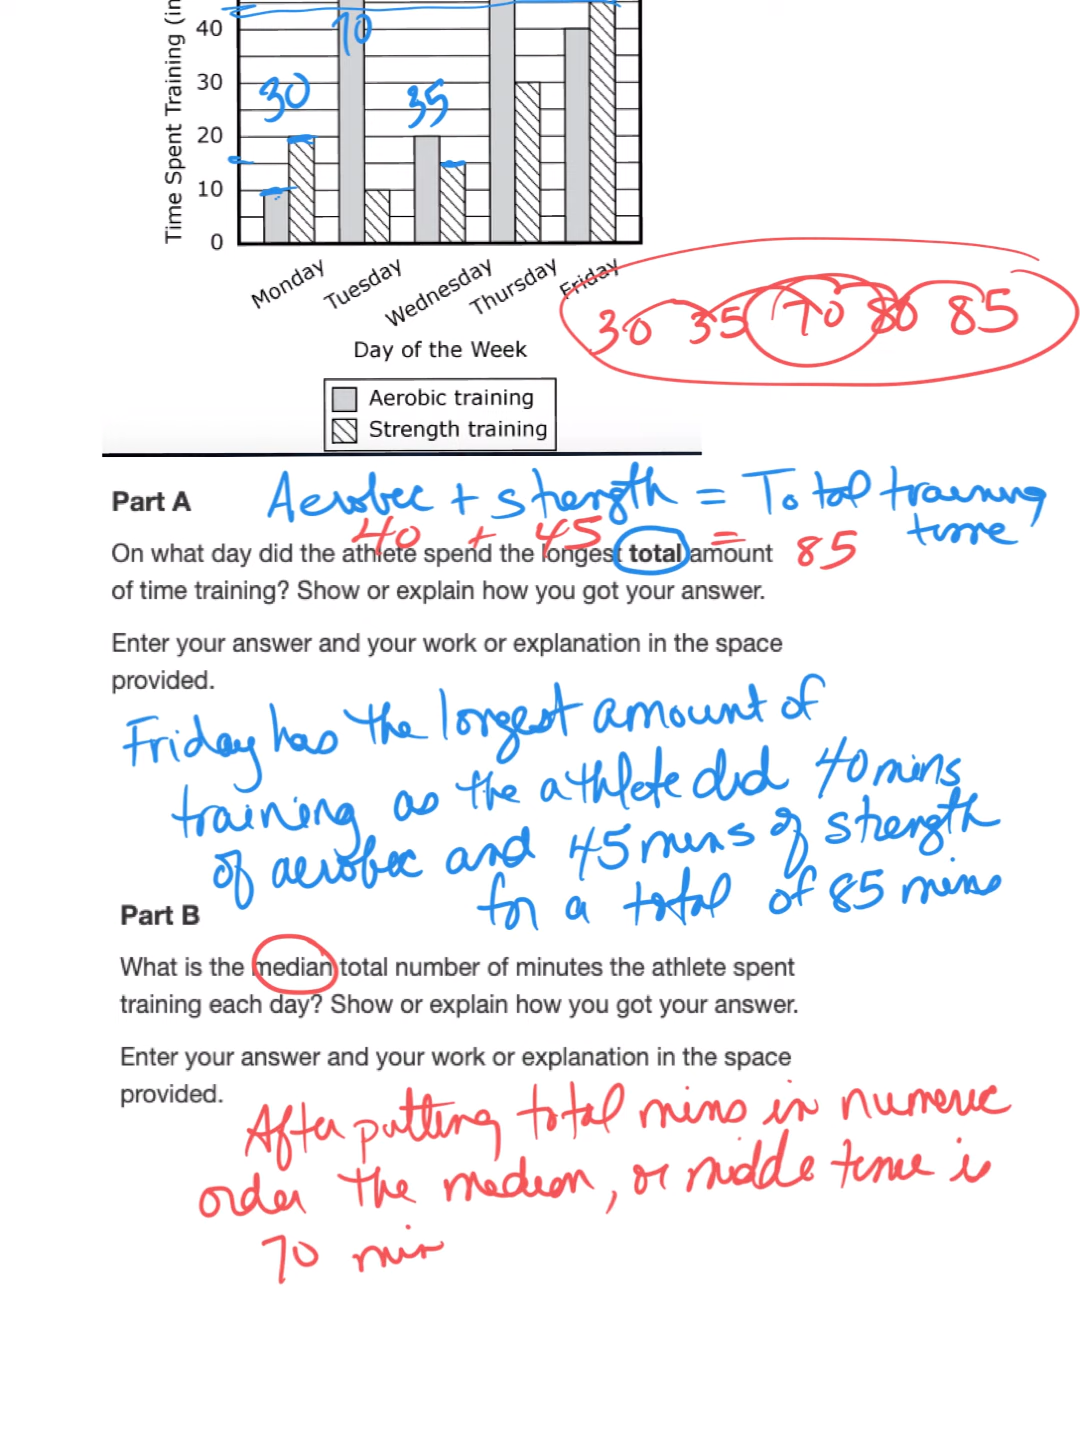 Time Spent Training (in
40
30
20
10
0
70
30
35
Monday
Tuesday
Wednesday
Thursday
Friday
Day of the Week
30 35 70 80 85
Aerobic training
Strength training
Part A
Aerobec + strength = Total training time
40 + 45 = 85
On what day did the athlete spend the longest total amount
of time training? Show or explain how you got your answer.
Enter your answer and your work or explanation in the space
provided.
Friday has the longest amount of
training as the athlete did 40 mins
of aerobec and 45 mins of strength
for a total of 85 mins
Part B
What is the median total number of minutes the athlete spent
training each day? Show or explain how you got your answer.
Enter your answer and your work or explanation in the space
provided.
After putting total mins in numeric
order the median, or middle time is
70 min